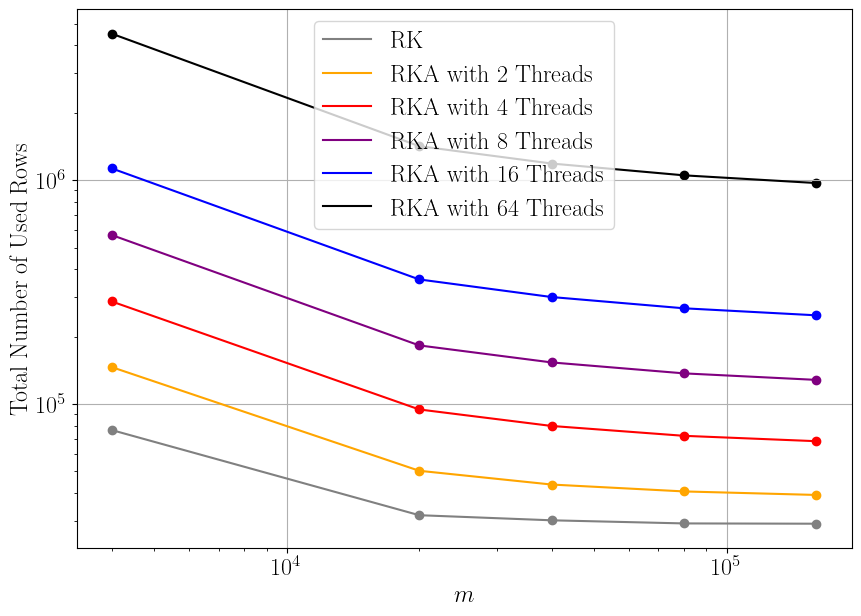 RK
RKA with 2 Threads
RKA with 4 Threads
RKA with 8 Threads
RKA with 16 Threads
RKA with 64 Threads
Total Number of Used Rows
10^6
10^5
10^4
10^5
m